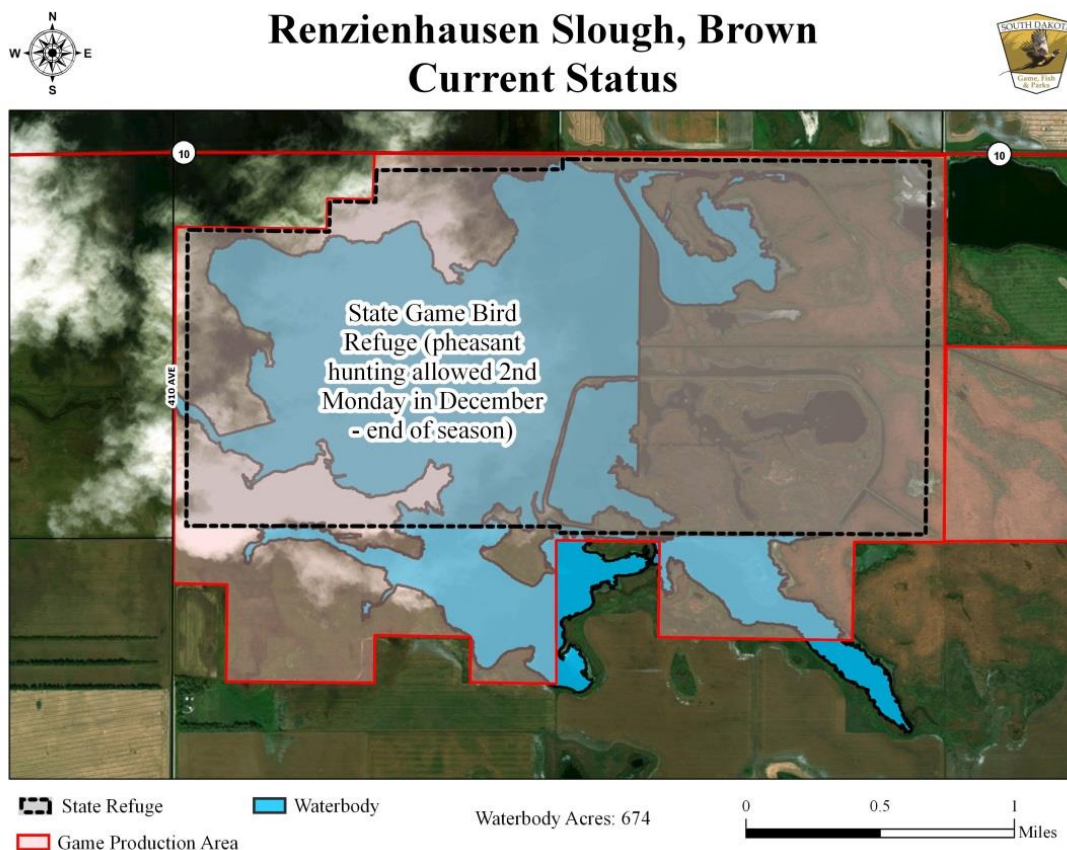 N
W
E
S
Renzienhausen Slough, Brown
Current Status
SOUTH DAKOTA
Game, Fish
& Parks
10
10
410 AVE
State Game Bird
Refuge (pheasant
hunting allowed 2nd
Monday in December
- end of season)
State Refuge
Waterbody
Game Production Area
Waterbody Acres: 674
0
0.5
1
Miles